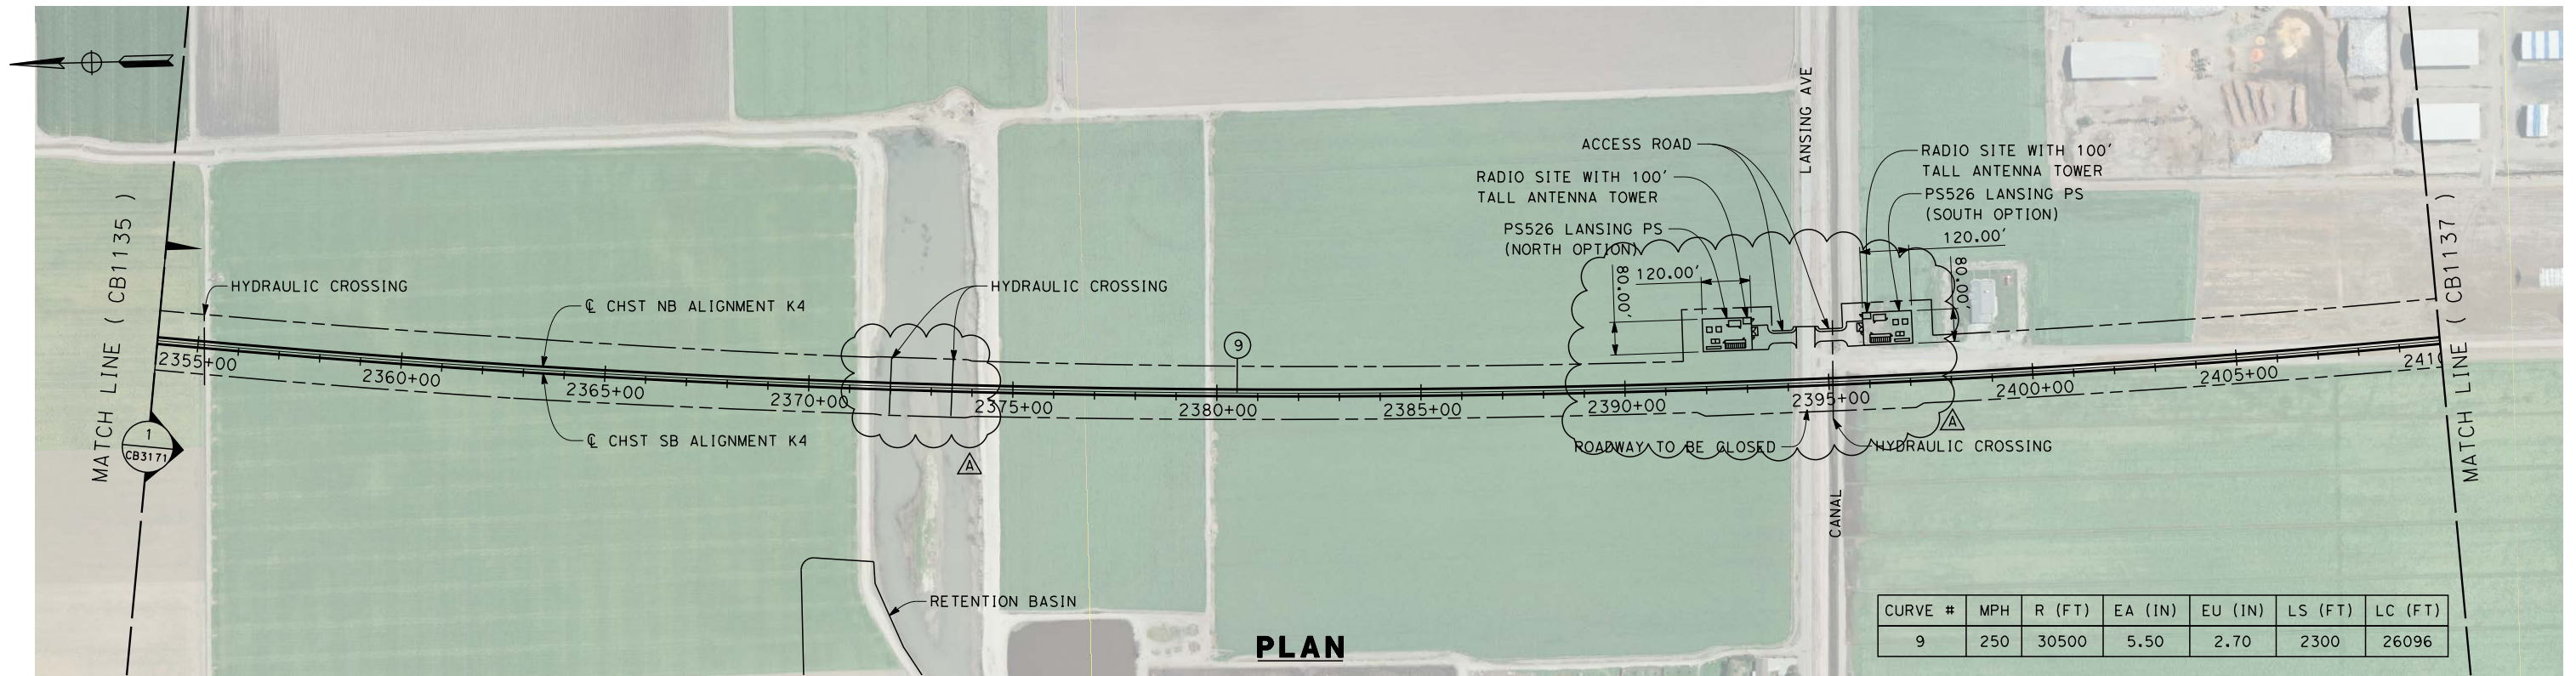 MATCH LINE ( CB1135 )
1
CB3171
HYDRAULIC CROSSING
℄ CHST NB ALIGNMENT K4
℄ CHST SB ALIGNMENT K4
HYDRAULIC CROSSING
A
RETENTION BASIN
9
2355+00
2360+00
2365+00
2370+00
2375+00
2380+00
2385+00
2390+00
2395+00
2400+00
2405+00
ACCESS ROAD
RADIO SITE WITH 100'
TALL ANTENNA TOWER
PS526 LANSING PS
(NORTH OPTION)
120.00'
80.00'
LANSING AVE
RADIO SITE WITH 100'
TALL ANTENNA TOWER
PS526 LANSING PS
(SOUTH OPTION)
120.00'
80.00'
A
ROADWAY TO BE CLOSED
HYDRAULIC CROSSING
CANAL
MATCH LINE ( CB1137 )
CURVE # MPH R (FT) EA (IN) EU (IN) LS (FT) LC (FT)
9 250 30500 5.50 2.70 2300 26096
PLAN